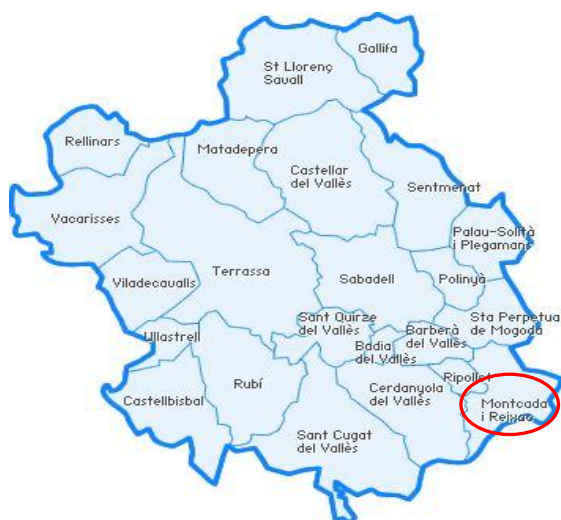 Gallifa
St Llorenç
Savall
Rellinars
Matadepera
Castellar
del Vallès
Sentmenat
Vacarisses
Palau-Solità
i Plegamans
Terrassa
Viladecavalls
Sabadell
Polinyà
Sant Quirze
del Vallès
Sta Perpetua
de Mogoda
Ullastrell
Barberà
del Vallès
Badia
del Vallès
Ripollet
Rubí
Cerdanyola
del Vallès
Castellbisbal
Montcada
i Reixac
Sant Cugat
del Vallès